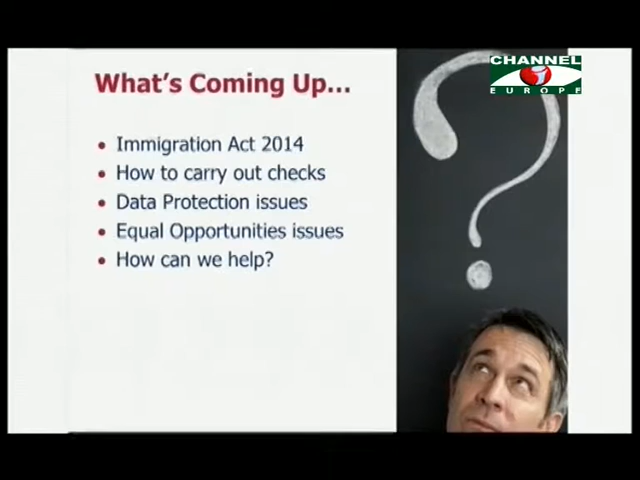 CHANNEL
i
EUROPE
What's Coming Up...
• Immigration Act 2014
• How to carry out checks
• Data Protection issues
• Equal Opportunities issues
• How can we help?